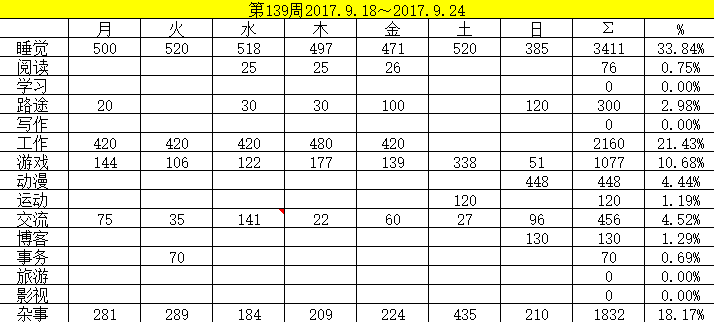 第139周2017.9.18～2017.9.24
月 火 水 木 金 土 日 Σ %
睡觉 500 520 518 497 471 520 385 3411 33.84%
阅读 25 25 26 76 0.75%
学习 0 0.00%
路途 20 30 30 100 120 300 2.98%
写作 0 0.00%
工作 420 420 420 480 420 2160 21.43%
游戏 144 106 122 177 139 338 51 1077 10.68%
动漫 448 448 4.44%
运动 120 120 1.19%
交流 75 35 141 22 60 27 96 456 4.52%
博客 130 130 1.29%
事务 70 70 0.69%
旅游 0 0.00%
影视 0 0.00%
杂事 281 289 184 209 224 435 210 1832 18.17%